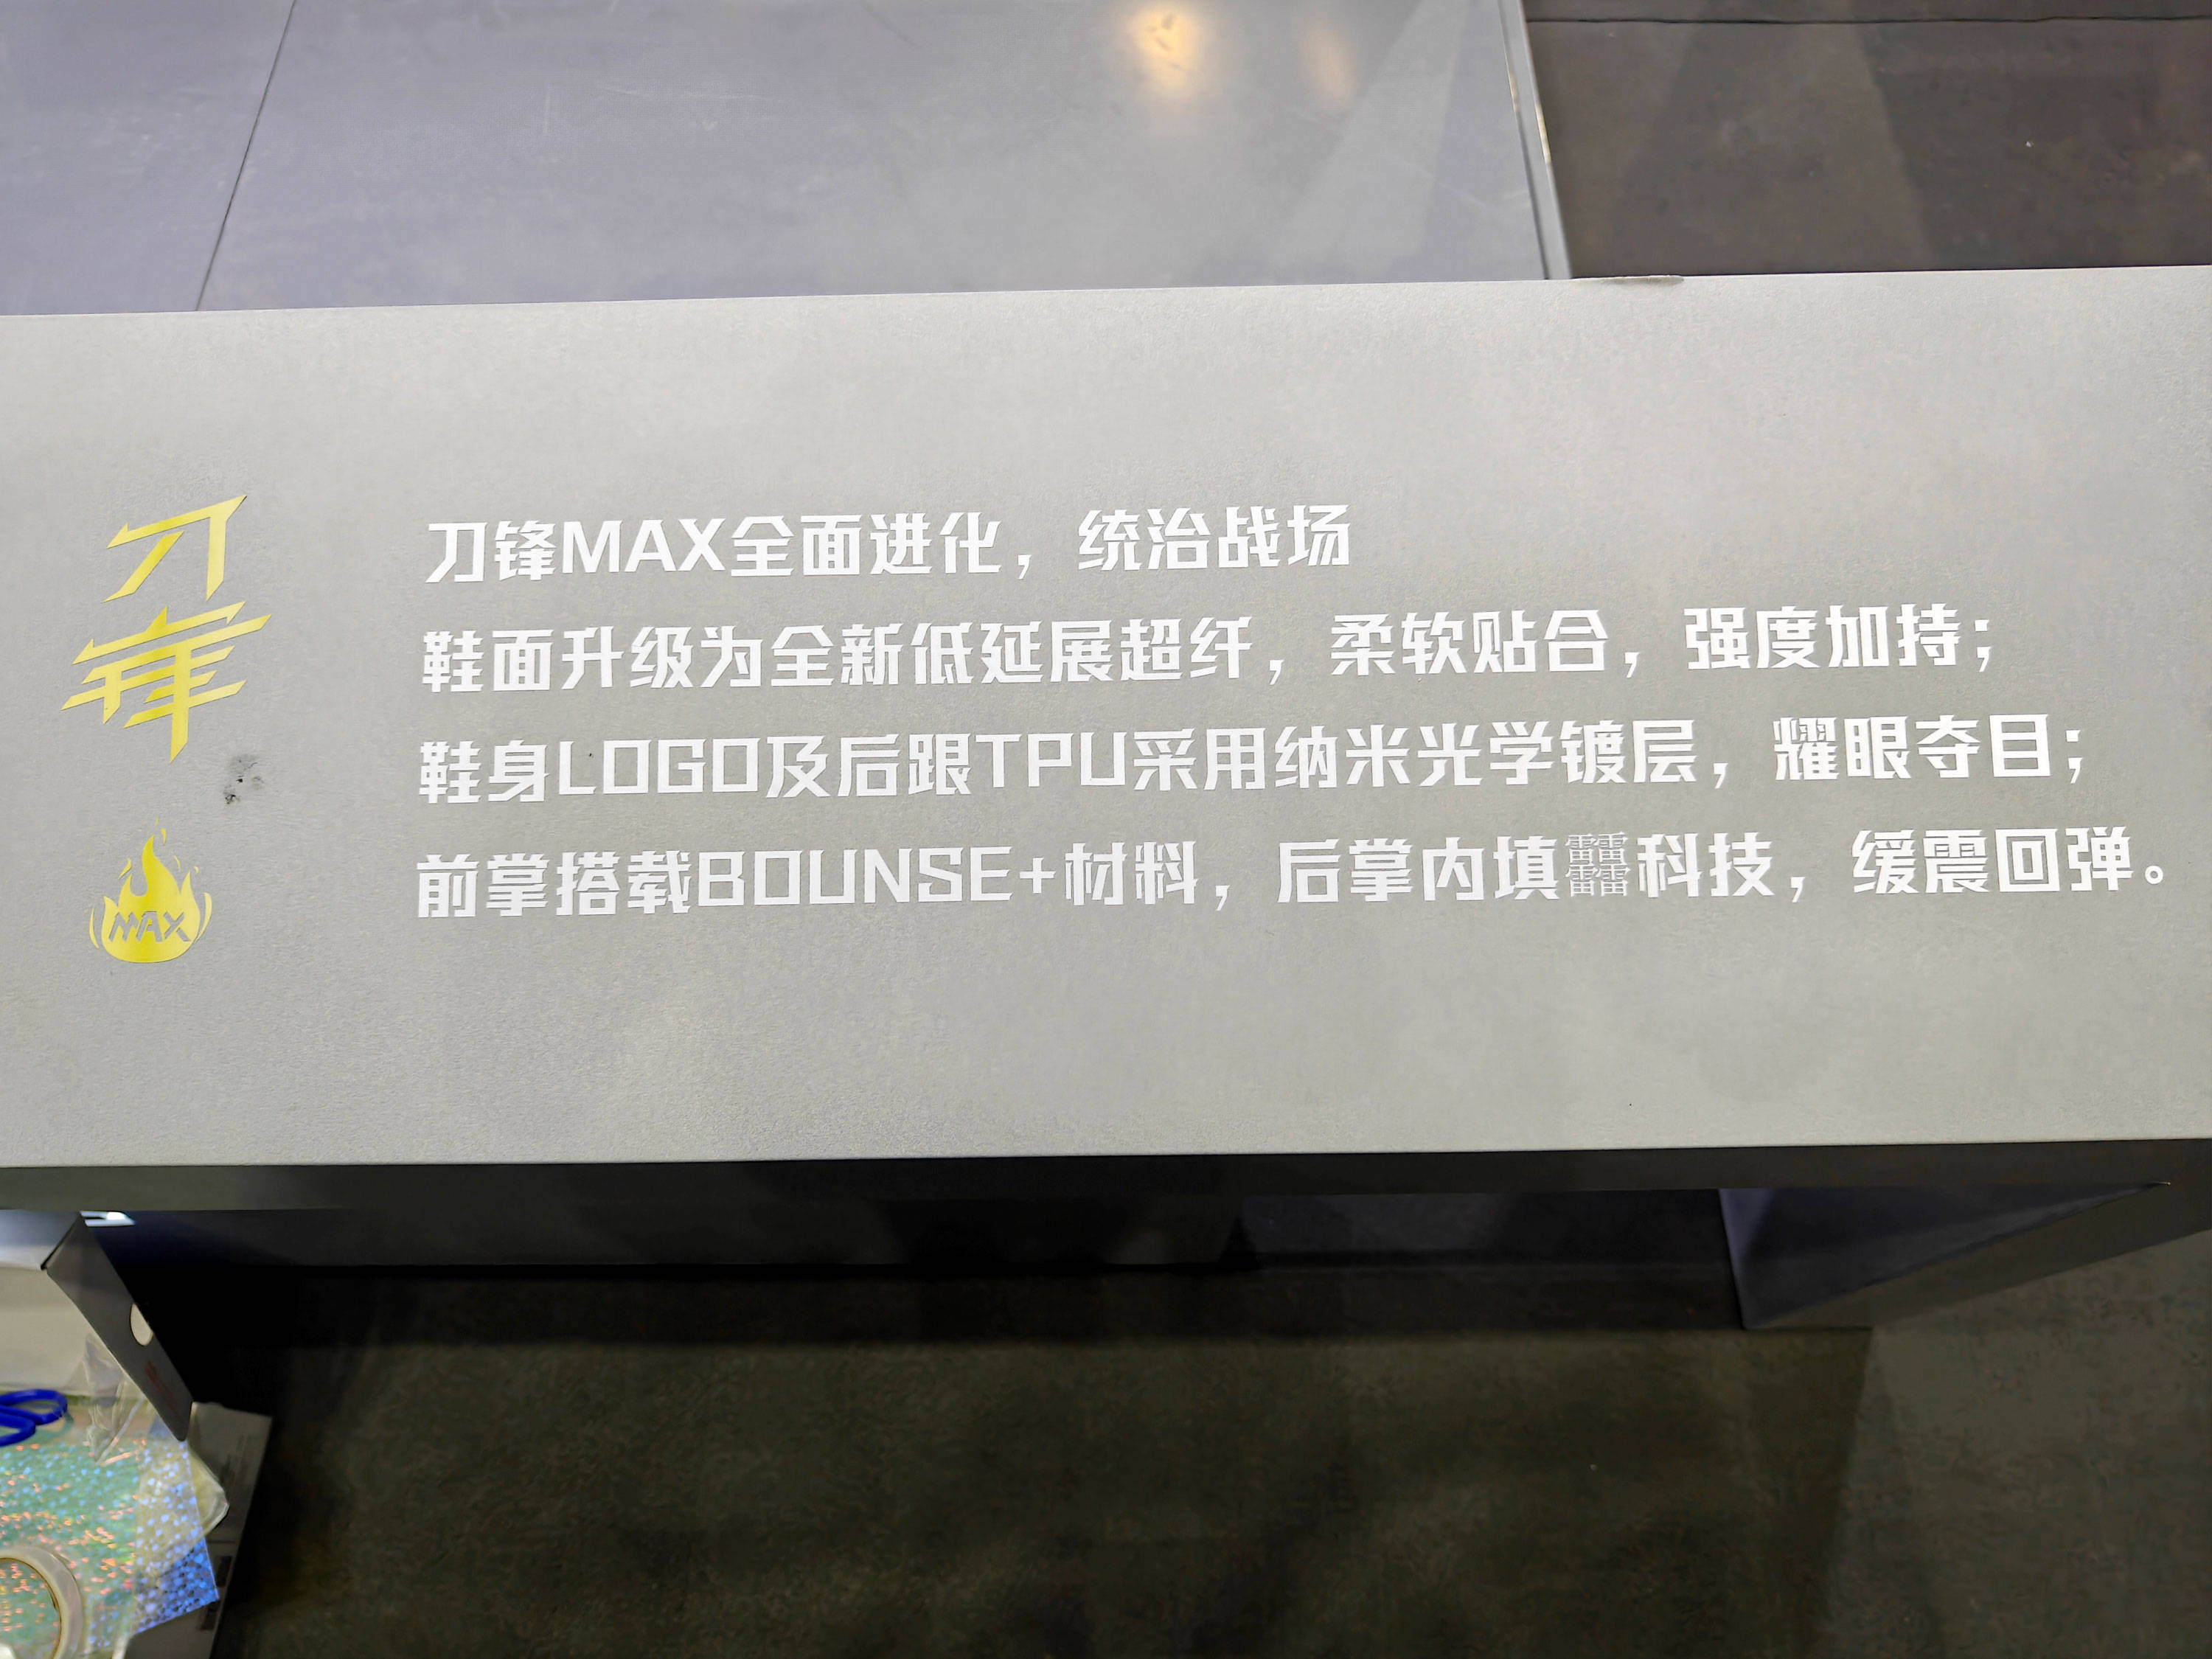 刀锋
MAX
刀锋MAX全面进化，统治战场
鞋面升级为全新低延展超纤，柔软贴合，强度加持；
鞋身LOGO及后跟TPU采用纳米光学镀层，耀眼夺目；
前掌搭载BOUNSE+材料，后掌内填䨻科技，缓震回弹。